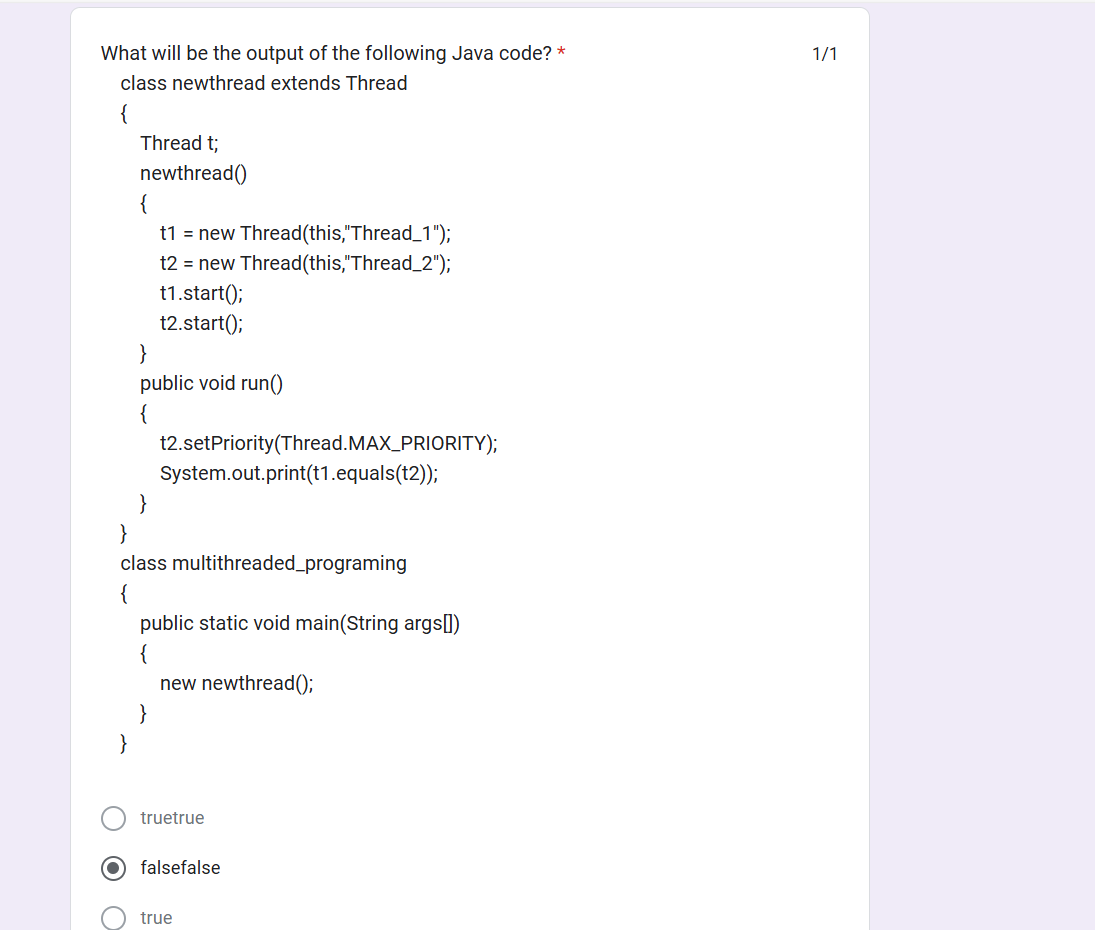 What will be the output of the following Java code? *
1/1
class newthread extends Thread
{
Thread t;
newthread()
{
t1 = new Thread(this,"Thread_1");
t2 = new Thread(this,"Thread_2");
t1.start();
t2.start();
}
public void run()
{
t2.setPriority(Thread.MAX_PRIORITY);
System.out.print(t1.equals(t2));
}
}
class multithreaded_programing
{
public static void main(String args[])
{
new newthread();
}
}
truetrue
falsefalse
true